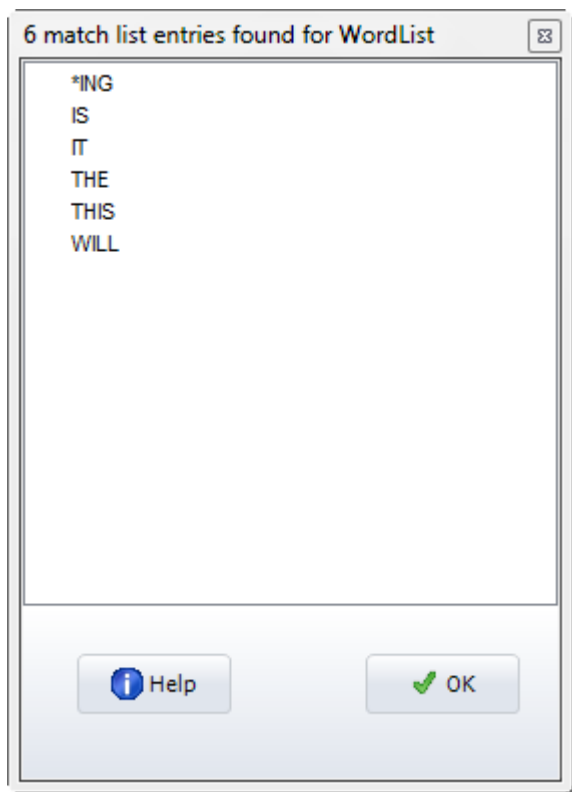 6 match list entries found for WordList
*ING
IS
IT
THE
THIS
WILL
Help
OK